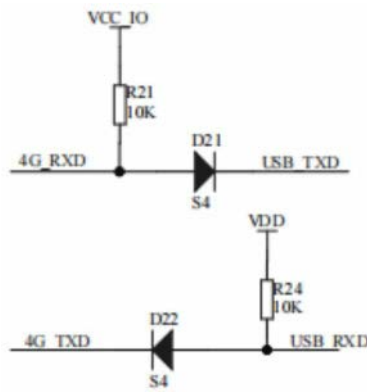 VCC_IO
R21
10K
D21
4G_RXD
USB_TXD
S4
VDD
R24
10K
D22
4G_TXD
USB_RXD
S4